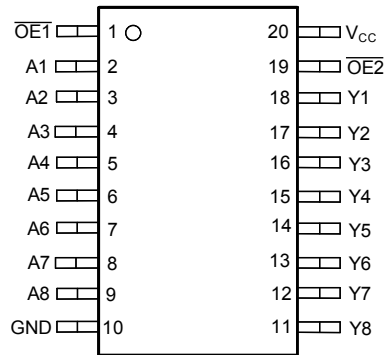 OE1 1 20 VCC
A1 2 19 OE2
A2 3 18 Y1
A3 4 17 Y2
A4 5 16 Y3
A5 6 15 Y4
A6 7 14 Y5
A7 8 13 Y6
A8 9 12 Y7
GND 10 11 Y8